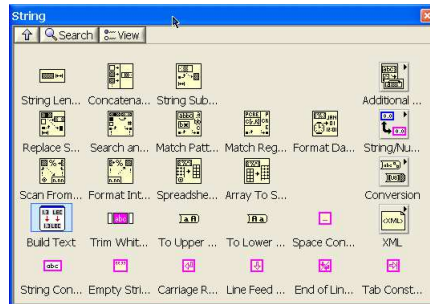 String
Search View
String Len... Concatena... String Sub... Additional ...
Replace S... Search an... Match Patt... Match Reg... Format Da... String/Nu...
Scan From... Format Int... Spreadshe... Array To S... Conversion
Build Text Trim Whit... To Upper ... To Lower ... Space Con... XML
String Con... Empty Stri... Carriage R... Line Feed ... End of Lin... Tab Const...